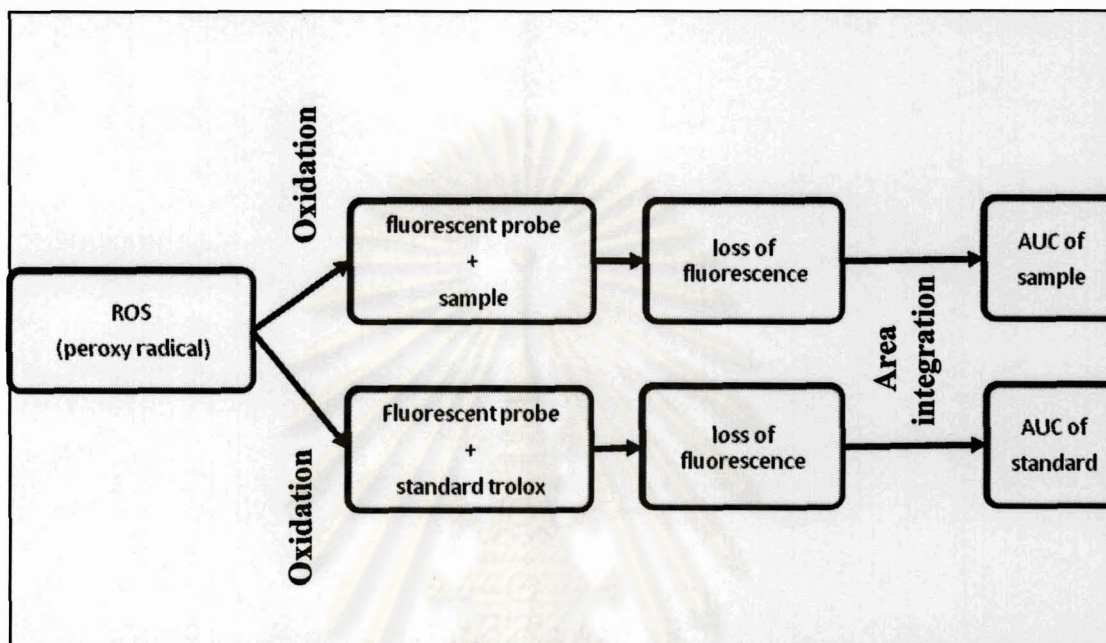 ROS
(peroxy radical)
Oxidation
fluorescent probe
+
sample
loss of
fluorescence
AUC of
sample
Oxidation
Fluorescent probe
+
standard trolox
loss of
fluorescence
Area
integration
AUC of
standard